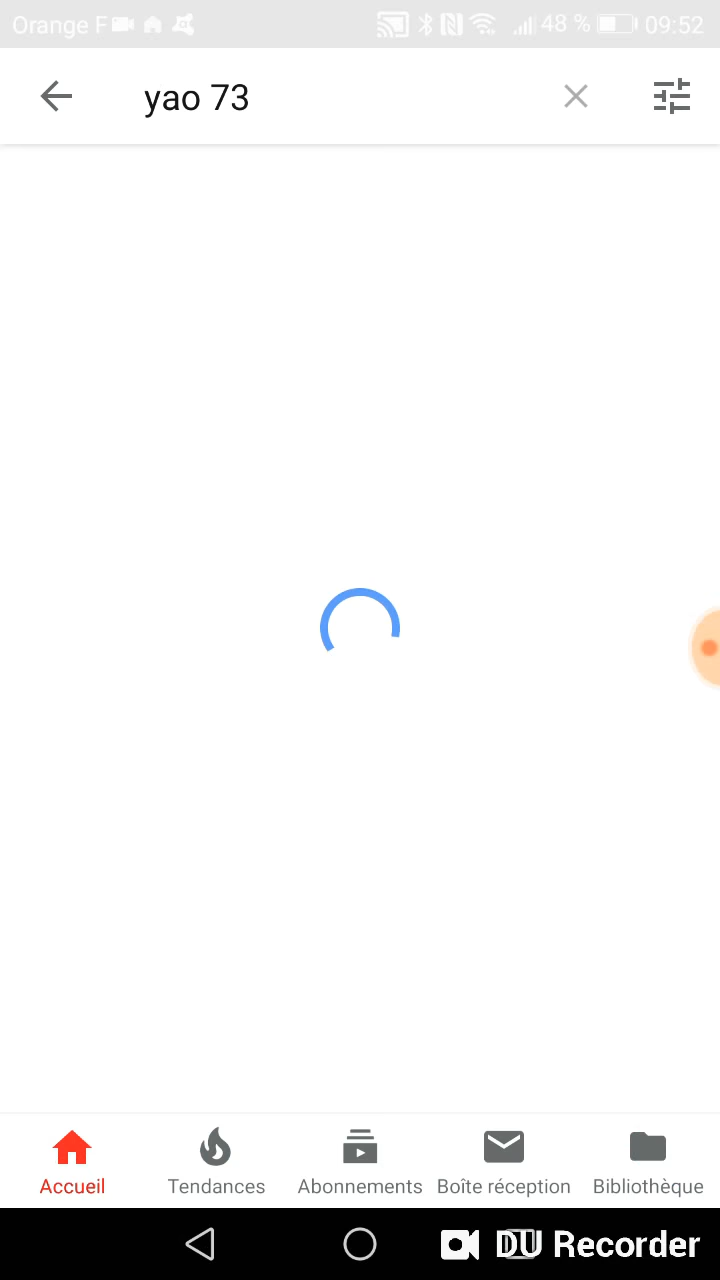 Orange F 48 % 09:52
yao 73
Accueil Tendances Abonnements Boîte réception Bibliothèque
DU Recorder